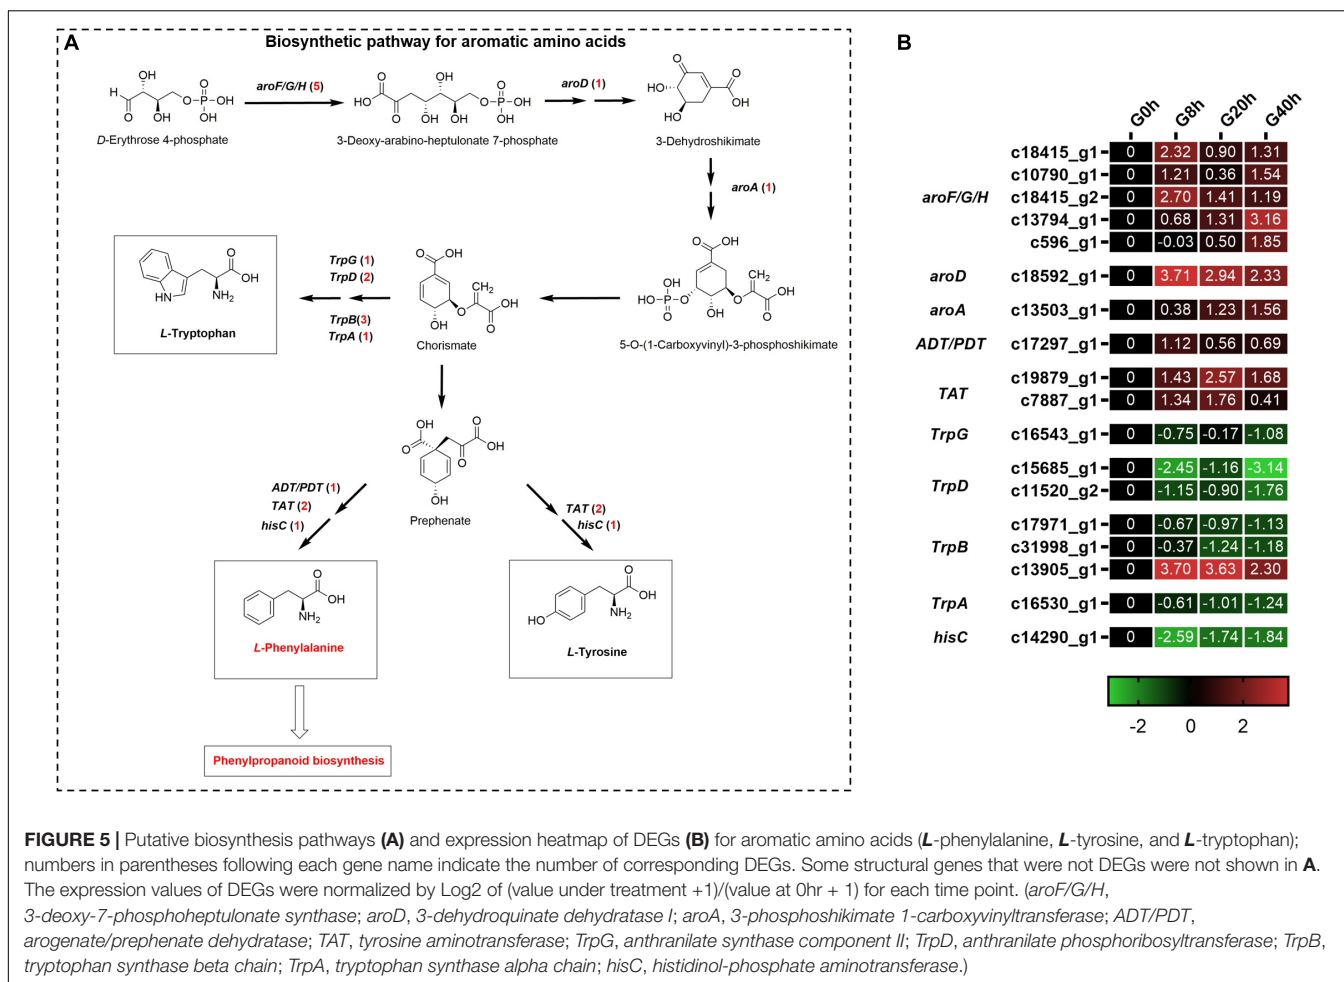 A
Biosynthetic pathway for aromatic amino acids
B
D-Erythrose 4-phosphate
aroF/G/H (5)
3-Deoxy-arabino-heptulonate 7-phosphate
aroD (1)
3-Dehydroshikimate
aroA (1)
5-O-(1-Carboxyvinyl)-3-phosphoshikimate
Chorismate
TrpG (1)
TrpD (2)
TrpB(3)
TrpA (1)
L-Tryptophan
Prephenate
ADT/PDT (1)
TAT (2)
hisC (1)
TAT (2)
hisC (1)
L-Phenylalanine
L-Tyrosine
Phenylpropanoid biosynthesis
G0h G8h G20h G40h
aroF/G/H
c18415_g1 0 2.32 0.90 1.31
c10790_g1 0 1.21 0.36 1.54
c18415_g2 0 2.70 1.41 1.19
c13794_g1 0 0.68 1.31 3.16
c596_g1 0 -0.03 0.50 1.85
aroD c18592_g1 0 3.71 2.94 2.33
aroA c13503_g1 0 0.38 1.23 1.56
ADT/PDT c17297_g1 0 1.12 0.56 0.69
TAT
c19879_g1 0 1.43 2.57 1.68
c7887_g1 0 1.34 1.76 0.41
TrpG c16543_g1 0 -0.75 -0.17 -1.08
TrpD
c15685_g1 0 -2.45 -1.16 -3.14
c11520_g2 0 -1.15 -0.90 -1.76
TrpB
c17971_g1 0 -0.67 -0.97 -1.13
c31998_g1 0 -0.37 -1.24 -1.18
c13905_g1 0 3.70 3.63 2.30
TrpA c16530_g1 0 -0.61 -1.01 -1.24
hisC c14290_g1 0 -2.59 -1.74 -1.84
-2 0 2
FIGURE 5 | Putative biosynthesis pathways (A) and expression heatmap of DEGs (B) for aromatic amino acids (L-phenylalanine, L-tyrosine, and L-tryptophan);
numbers in parentheses following each gene name indicate the number of corresponding DEGs. Some structural genes that were not DEGs were not shown in A.
The expression values of DEGs were normalized by Log2 of (value under treatment +1)/(value at 0hr + 1) for each time point. (aroF/G/H,
3-deoxy-7-phosphoheptulonate synthase; aroD, 3-dehydroquinate dehydratase I; aroA, 3-phosphoshikimate 1-carboxyvinyltransferase; ADT/PDT,
arogenate/prephenate dehydratase; TAT, tyrosine aminotransferase; TrpG, anthranilate synthase component II; TrpD, anthranilate phosphoribosyltransferase; TrpB,
tryptophan synthase beta chain; TrpA, tryptophan synthase alpha chain; hisC, histidinol-phosphate aminotransferase.)